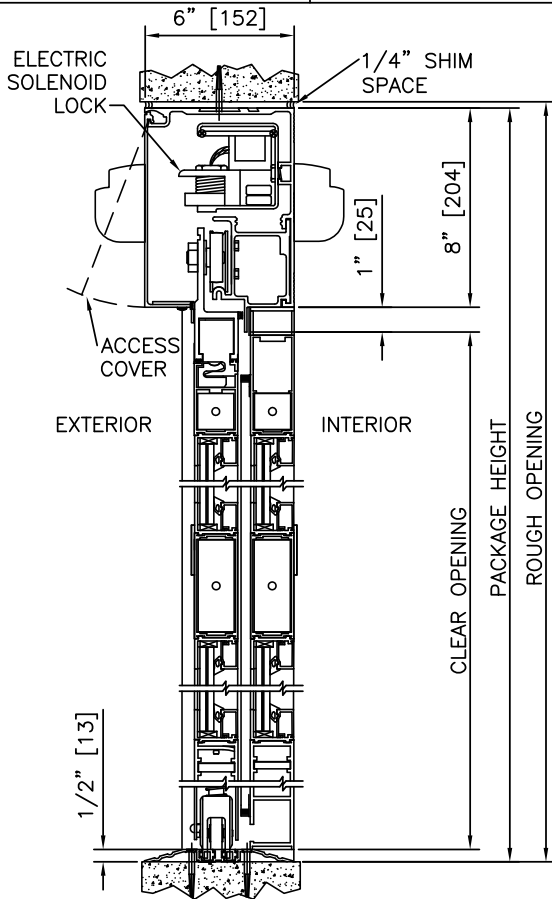 6" [152]
ELECTRIC
SOLENOID
LOCK
1/4" SHIM
SPACE
1" [25]
8" [204]
ACCESS
COVER
EXTERIOR
INTERIOR
CLEAR OPENING
PACKAGE HEIGHT
ROUGH OPENING
1/2" [13]